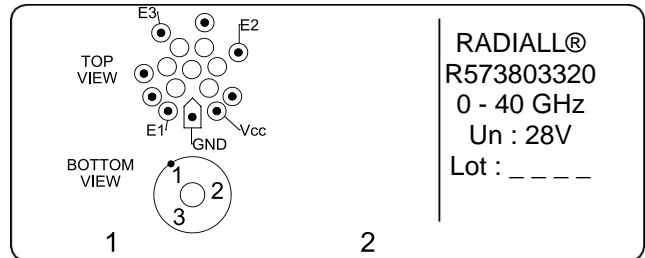 E3
E2
TOP
VIEW
E1
Vcc
GND
BOTTOM
VIEW
1
2
3
1
2
RADIALL®
R573803320
0 - 40 GHz
Un : 28V
Lot : _ _ _ _